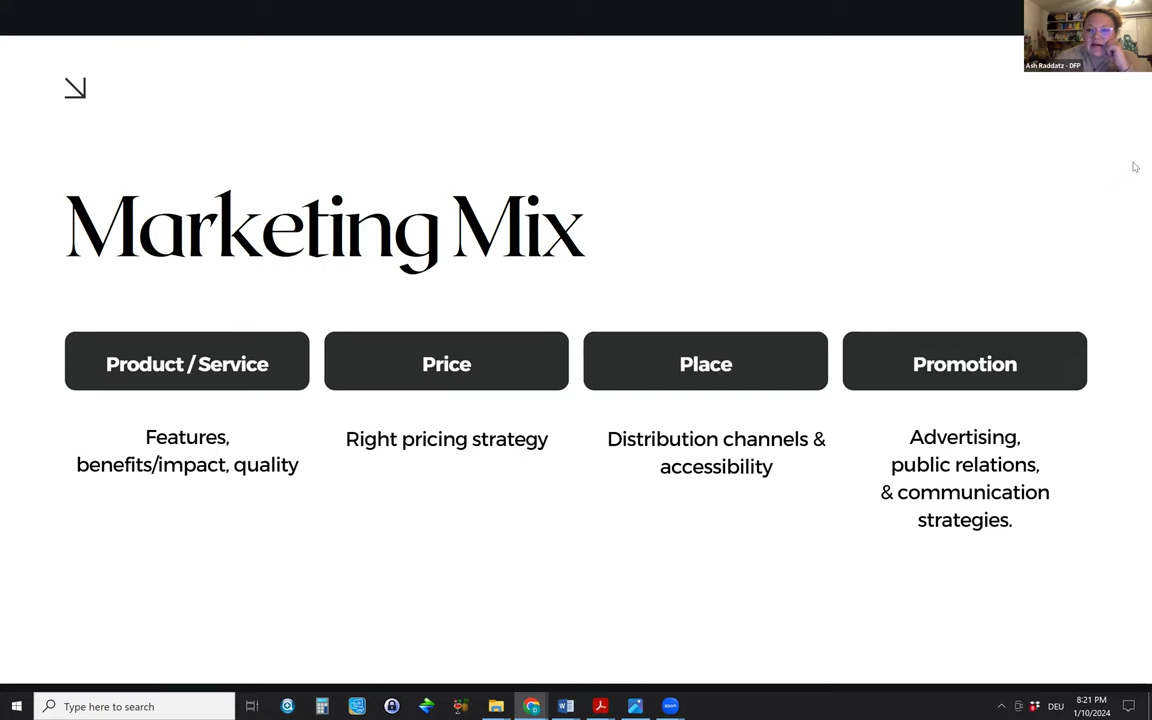 Ash Raddatz - DFP
Marketing Mix
Product / Service
Features,
benefits/impact, quality
Price
Right pricing strategy
Place
Distribution channels &
accessibility
Promotion
Advertising,
public relations,
& communication
strategies.
Type here to search
zoom
DEU
8:21 PM
1/10/2024